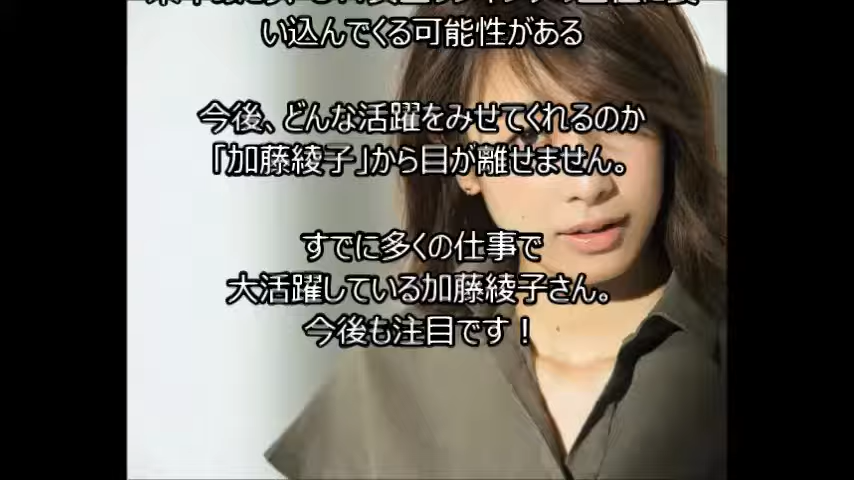 い込んでくる可能性がある
今後、どんな活躍をみせてくれるのか
「加藤綾子」から目が離せません。
すでに多くの仕事で
大活躍している加藤綾子さん。
今後も注目です！